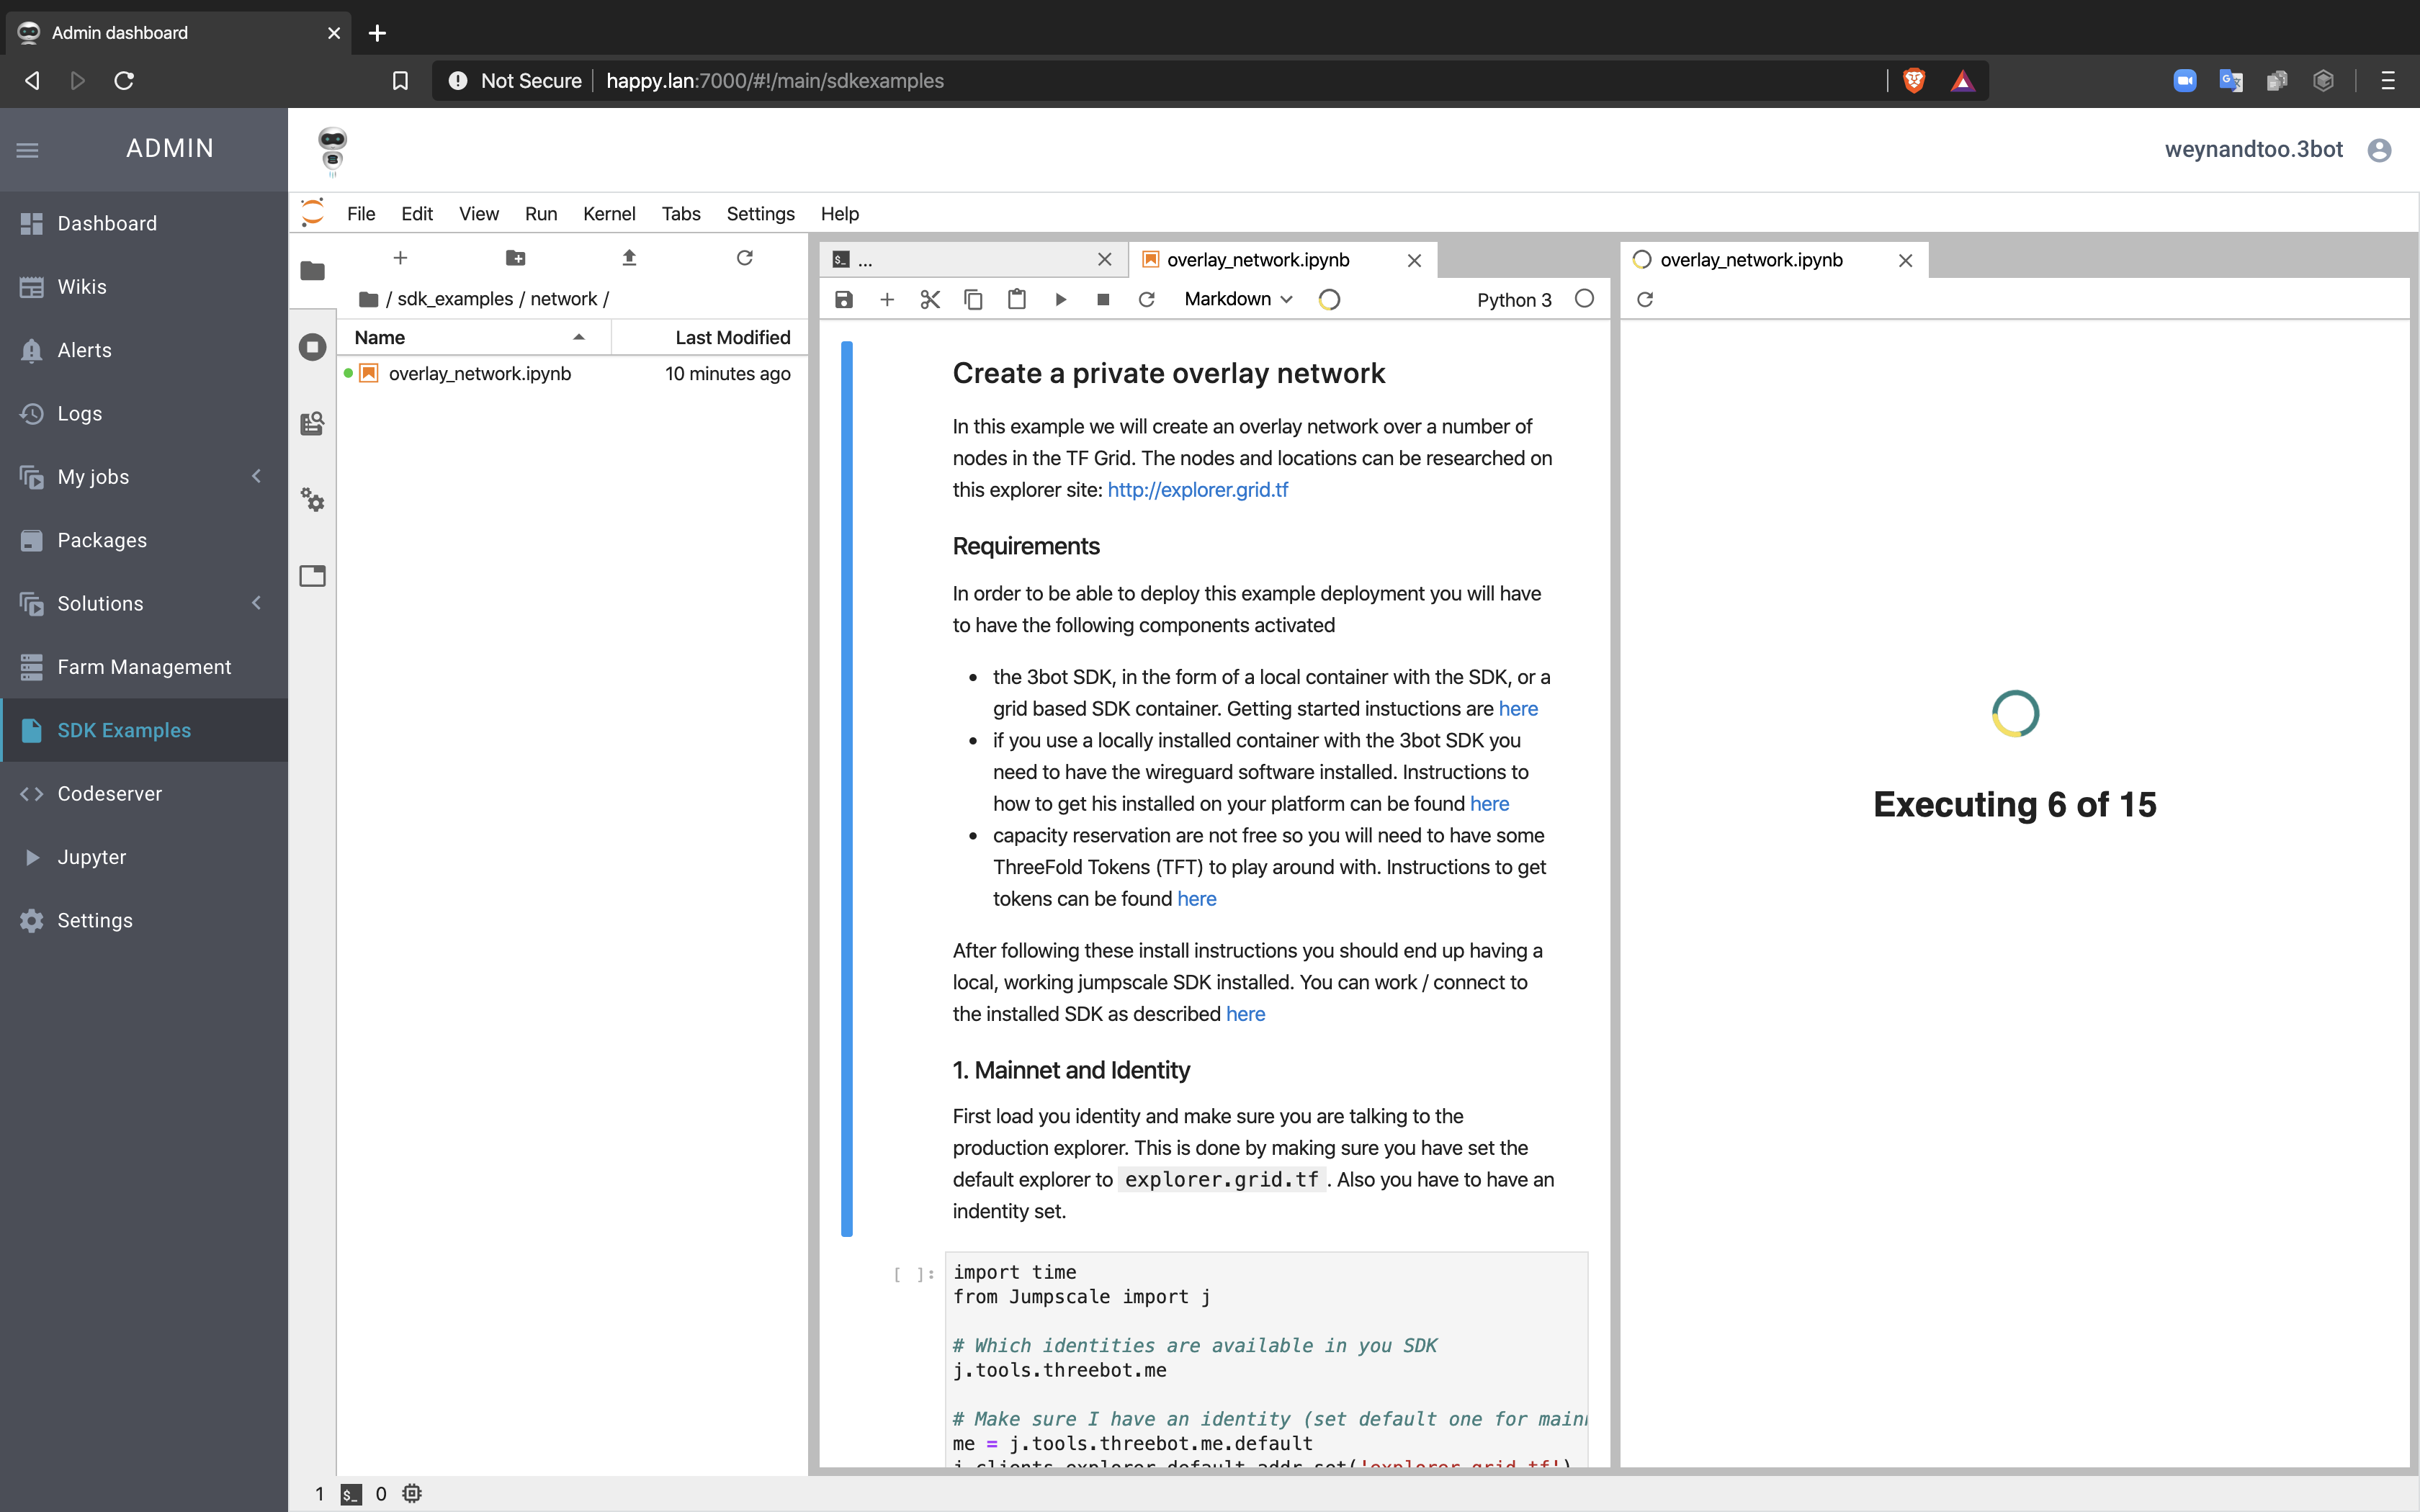 Admin dashboard
Not Secure
happy.lan:7000/#!/main/sdkexamples
ADMIN
weynandtoo.3bot
Dashboard
Wikis
Alerts
Logs
My jobs
Packages
Solutions
Farm Management
SDK Examples
Codeserver
Jupyter
Settings
File Edit View Run Kernel Tabs Settings Help
/ sdk_examples / network /
Name Last Modified
overlay_network.ipynb 10 minutes ago
...
overlay_network.ipynb
Markdown
Python 3
Create a private overlay network
In this example we will create an overlay network over a number of
nodes in the TF Grid. The nodes and locations can be researched on
this explorer site: http://explorer.grid.tf
Requirements
In order to be able to deploy this example deployment you will have
to have the following components activated
• the 3bot SDK, in the form of a local container with the SDK, or a
grid based SDK container. Getting started instuctions are here
• if you use a locally installed container with the 3bot SDK you
need to have the wireguard software installed. Instructions to
how to get his installed on your platform can be found here
• capacity reservation are not free so you will need to have some
ThreeFold Tokens (TFT) to play around with. Instructions to get
tokens can be found here
After following these install instructions you should end up having a
local, working jumpscale SDK installed. You can work / connect to
the installed SDK as described here
1. Mainnet and Identity
First load you identity and make sure you are talking to the
production explorer. This is done by making sure you have set the
default explorer to explorer.grid.tf . Also you have to have an
indentity set.
[ ]:
import time
from Jumpscale import j
# Which identities are available in you SDK
j.tools.threebot.me
# Make sure I have an identity (set default one for main
me = j.tools.threebot.me.default
j.clients.explorer.default_addr_set('explorer.grid.tf')
overlay_network.ipynb
Executing 6 of 15
1 $_ 0